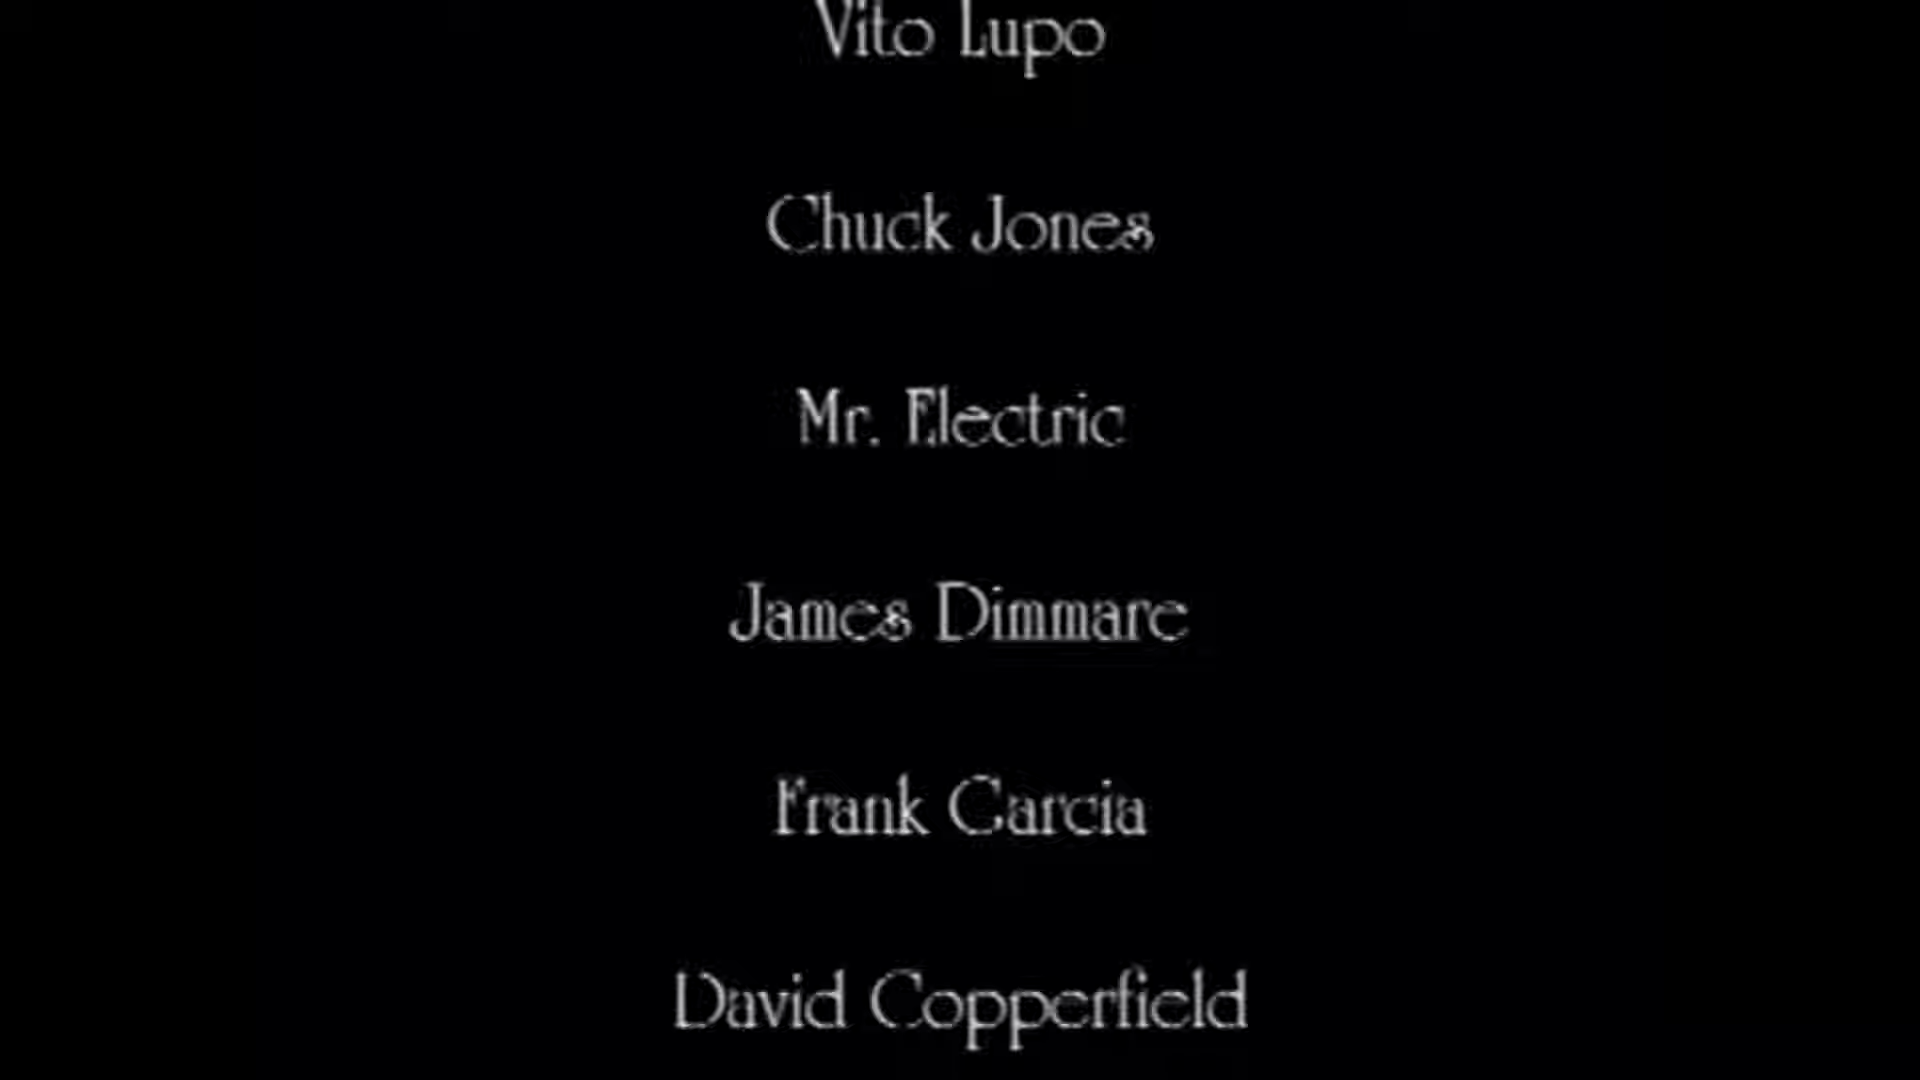 Vito Lupo
Chuck Jones
Mr. Electric
James Dimmare
Frank Garcia
David Copperfield